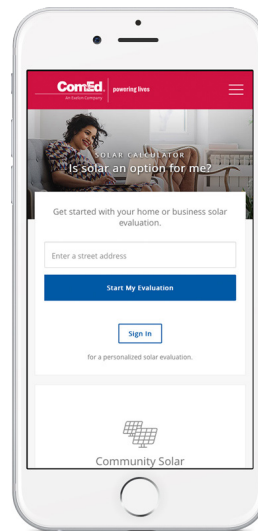 ComEd.
An Exelon Company
powering lives
SOLAR CALCULATOR
Is solar an option for me?
Get started with your home or business solar
evaluation.
Enter a street address
Start My Evaluation
Sign In
for a personalized solar evaluation.
Community Solar